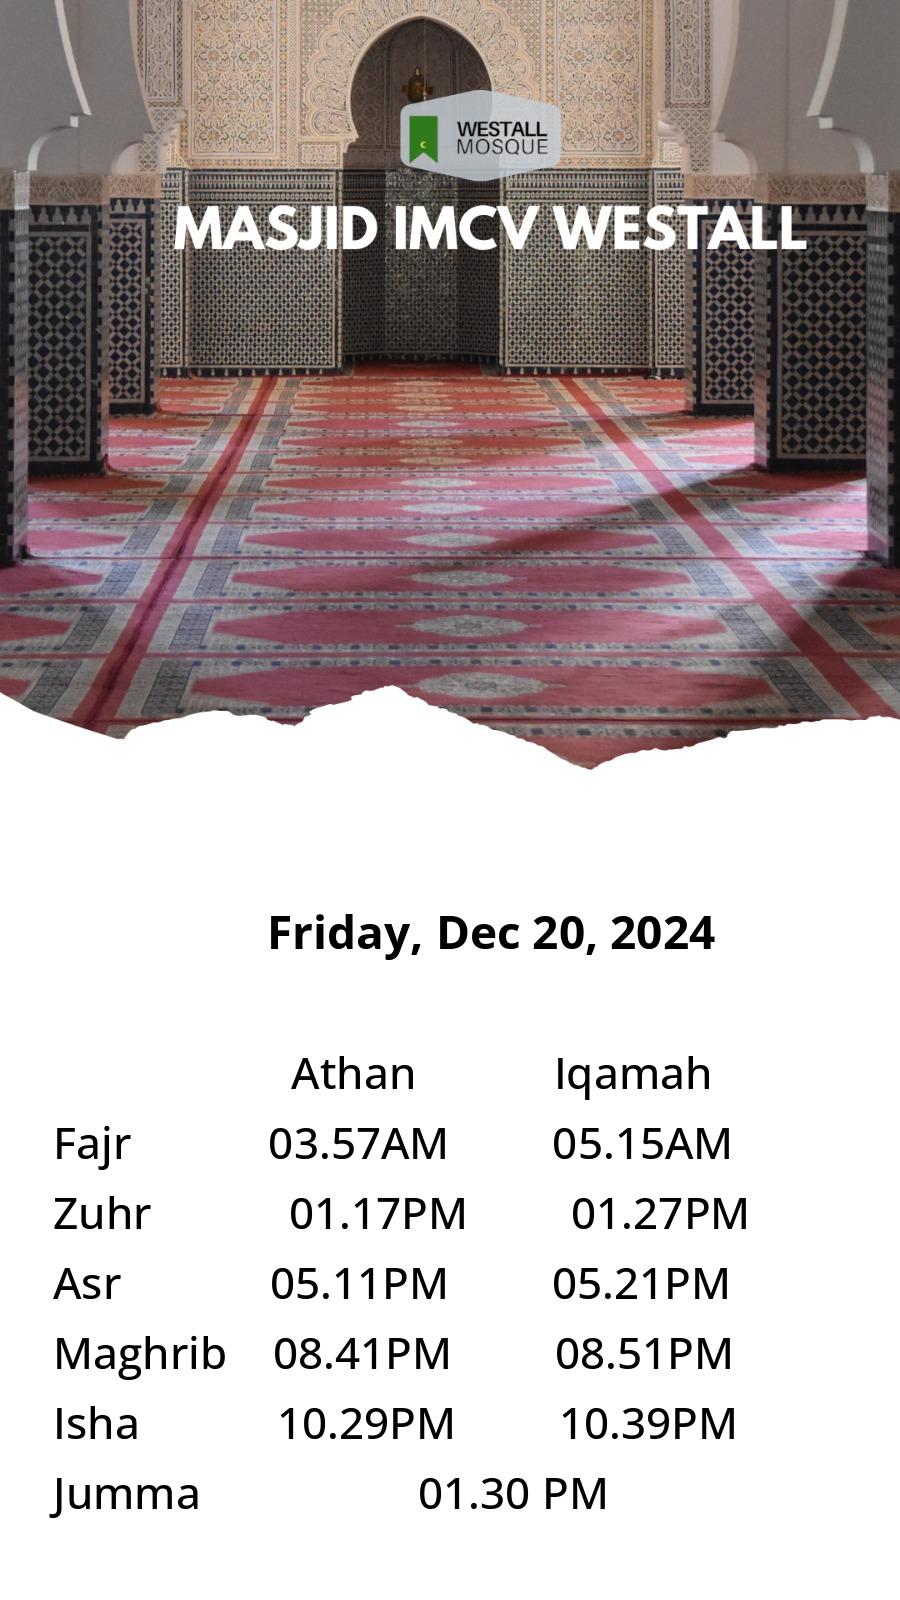 WESTALL
MOSQUE
MASJID IMCV WESTALL
Friday, Dec 20, 2024
Athan Iqamah
Fajr 03.57AM 05.15AM
Zuhr 01.17PM 01.27PM
Asr 05.11PM 05.21PM
Maghrib 08.41PM 08.51PM
Isha 10.29PM 10.39PM
Jumma 01.30 PM